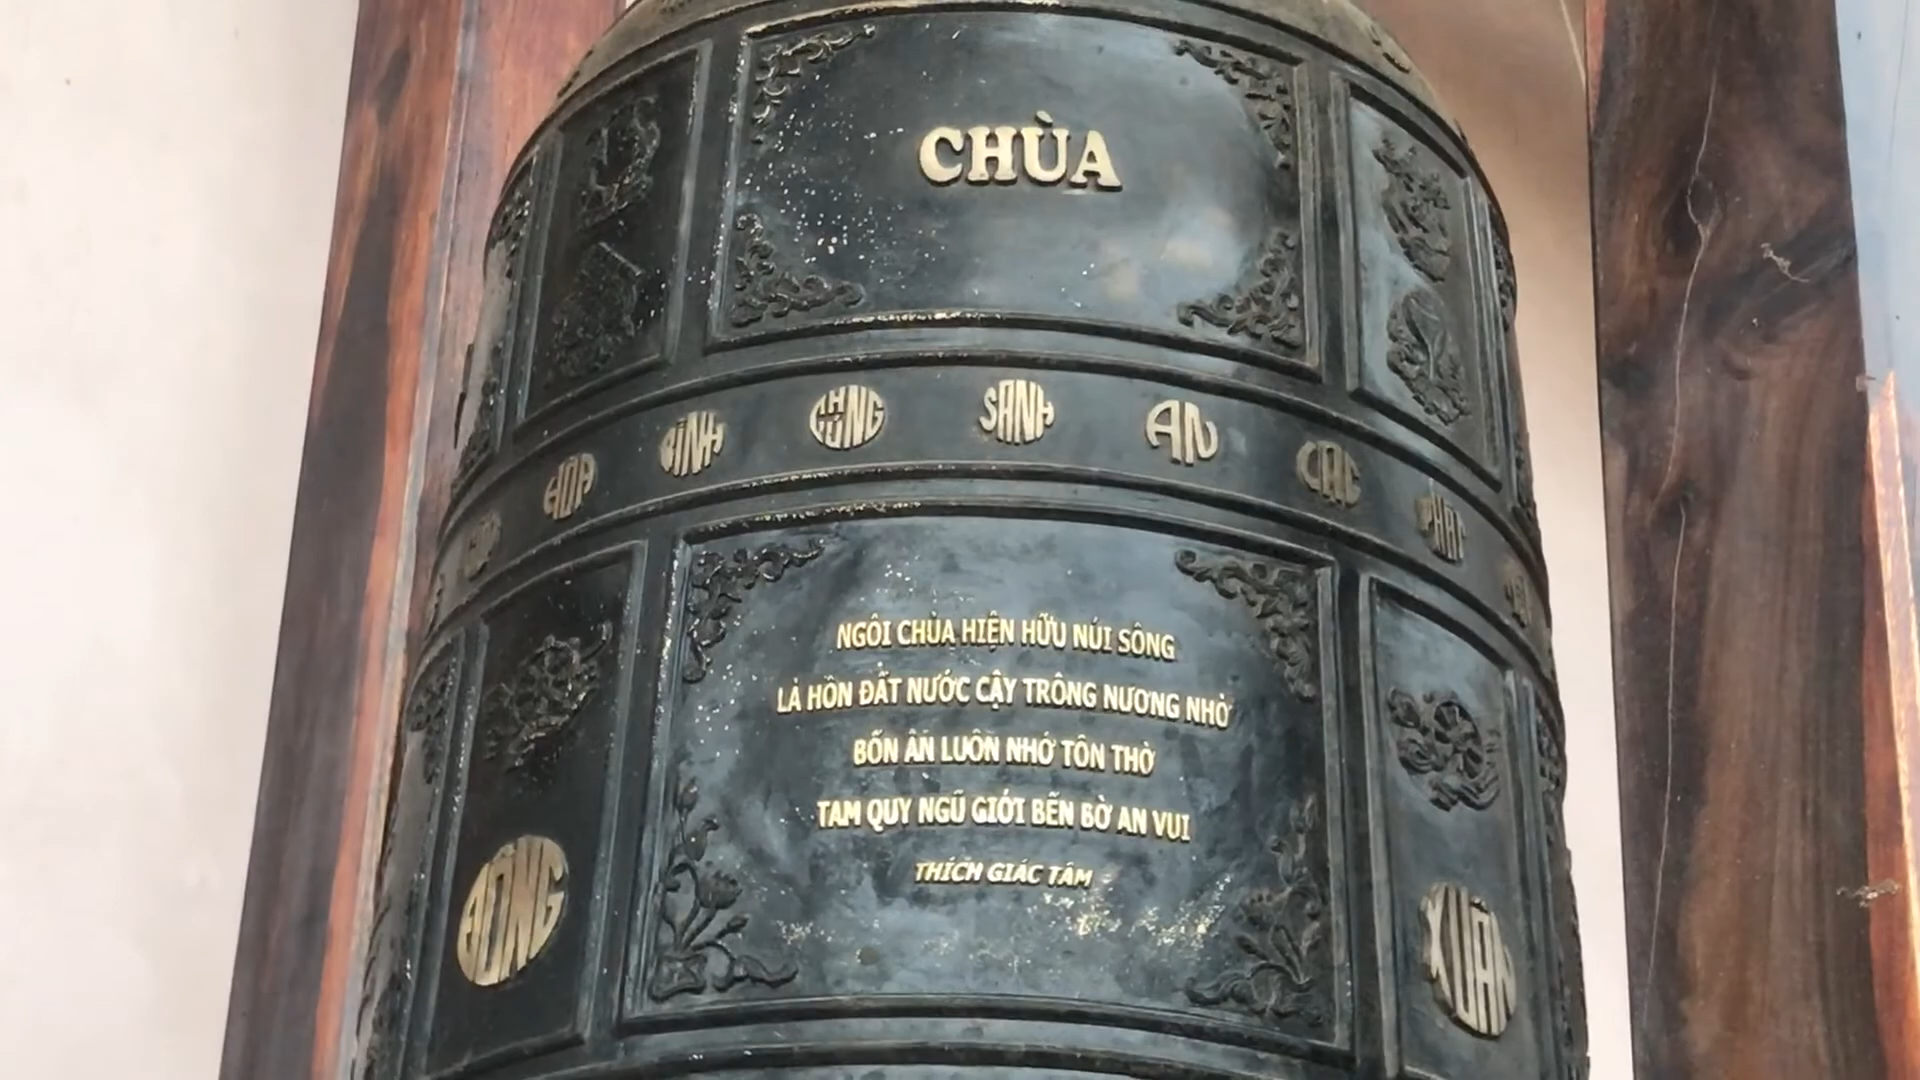 CHÙA
HÒA BÌNH CHÚNG SANH AN LẠC PHÁP
NGÔI CHÙA HIỆN HỮU NÚI SÔNG
LÀ HỒN ĐẤT NƯỚC CẬY TRÔNG NƯƠNG NHỜ
BỐN ÂN LUÔN NHỚ TÔN THỜ
TAM QUY NGŨ GIỚI BẾN BỜ AN VUI
THÍCH GIÁC TÂM
ĐÔNG
XUÂN